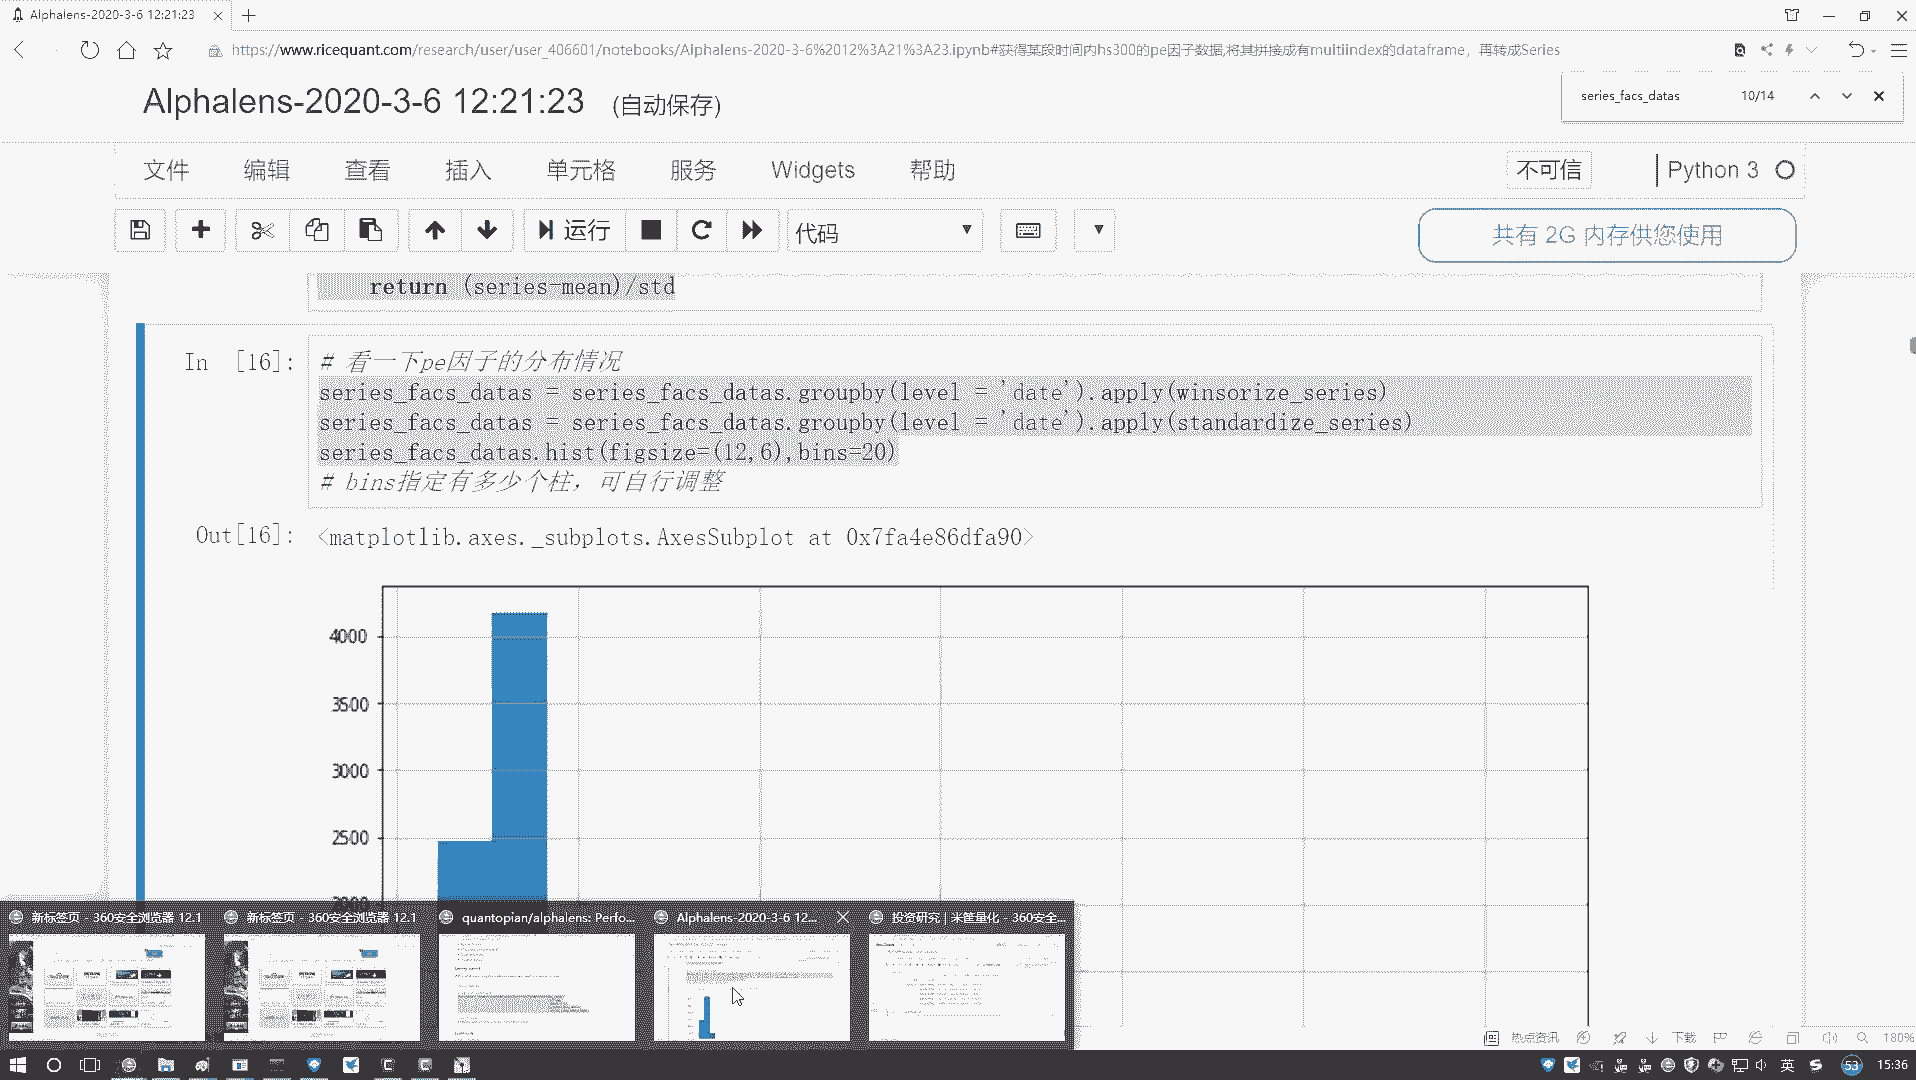 Alphalens-2020-3-6 12:21:23
https://www.ricequant.com/research/user/user_406601/notebooks/Alphalens-2020-3-6%2012%3A21%3A23.ipynb#获得某段时间内hs300的pe因子数据,将其拼接成有multiindex的dataframe，再转成Series
Alphalens-2020-3-6 12:21:23 (自动保存)
series_facs_datas 10/14
文件 编辑 查看 插入 单元格 服务 Widgets 帮助
不可信 Python 3
运行 代码
共有 2G 内存供您使用
return (series-mean)/std
In [16]:
# 看一下pe因子的分布情况
series_facs_datas = series_facs_datas.groupby(level = 'date').apply(winsorize_series)
series_facs_datas = series_facs_datas.groupby(level = 'date').apply(standardize_series)
series_facs_datas.hist(figsize=(12,6),bins=20)
# bins指定有多少个柱，可自行调整
Out[16]: <matplotlib.axes._subplots.AxesSubplot at 0x7fa4e86dfa90>
4000
3500
3000
2500
新标签页 - 360安全浏览器 12.1
新标签页 - 360安全浏览器 12.1
quantopian/alphalens: Perfo...
Alphalens-2020-3-6 12...
投资研究 | 米筐量化 - 360安全...
热点资讯 下载 180%
英 53 15:36